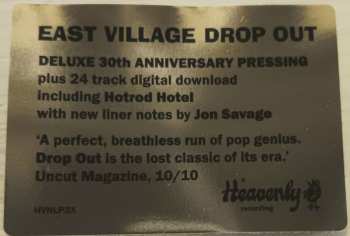 EAST VILLAGE DROP OUT
DELUXE 30th ANNIVERSARY PRESSING
plus 24 track digital download
including Hotrod Hotel
with new liner notes by Jon Savage
‘A perfect, breathless run of pop genius.
Drop Out is the lost classic of its era.’
Uncut Magazine, 10/10
Heavenly
recordings